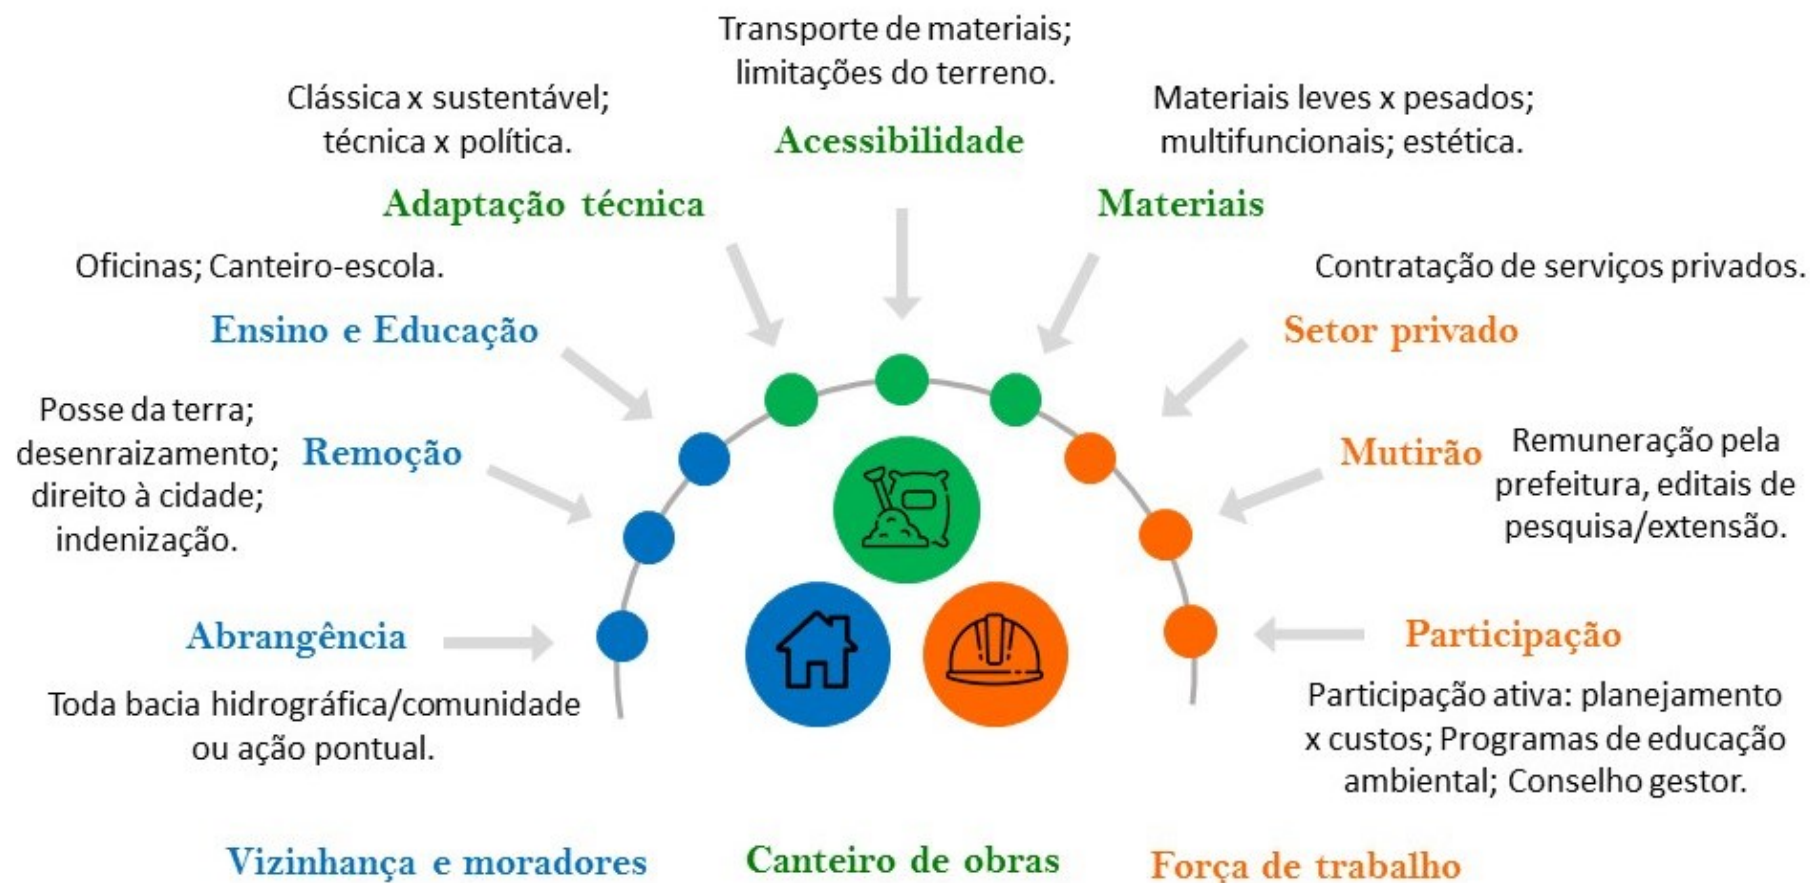 Transporte de materiais;
limitações do terreno.
Acessibilidade
Clássica x sustentável;
técnica x política.
Adaptação técnica
Materiais leves x pesados;
multifuncionais; estética.
Materiais
Oficinas; Canteiro-escola.
Ensino e Educação
Contratação de serviços privados.
Setor privado
Posse da terra;
desenraizamento;
direito à cidade;
indenização.
Remoção
Mutirão
Remuneração pela
prefeitura, editais de
pesquisa/extensão.
Abrangência
Toda bacia hidrográfica/comunidade
ou ação pontual.
Participação
Participação ativa: planejamento
x custos; Programas de educação
ambiental; Conselho gestor.
Vizinhança e moradores
Canteiro de obras
Força de trabalho